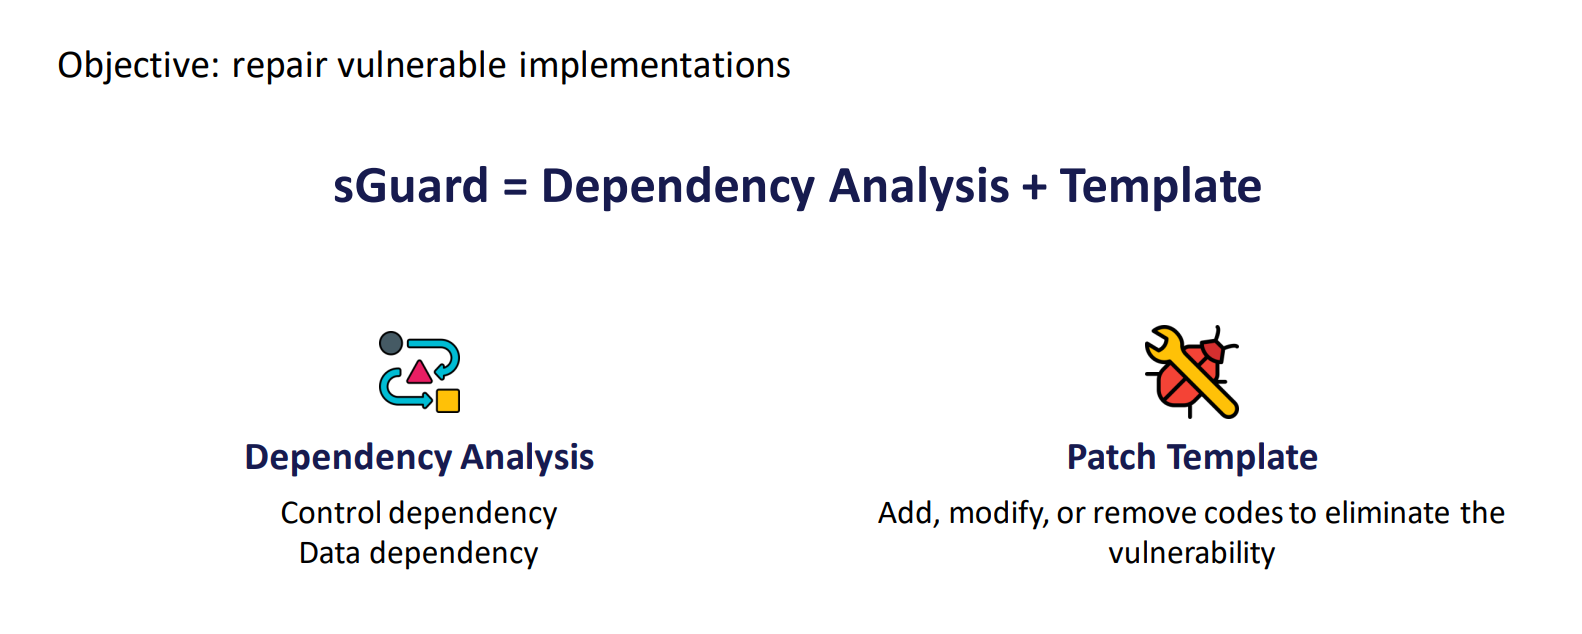 Objective: repair vulnerable implementations
sGuard = Dependency Analysis + Template
Dependency Analysis
Control dependency
Data dependency
Patch Template
Add, modify, or remove codes to eliminate the
vulnerability